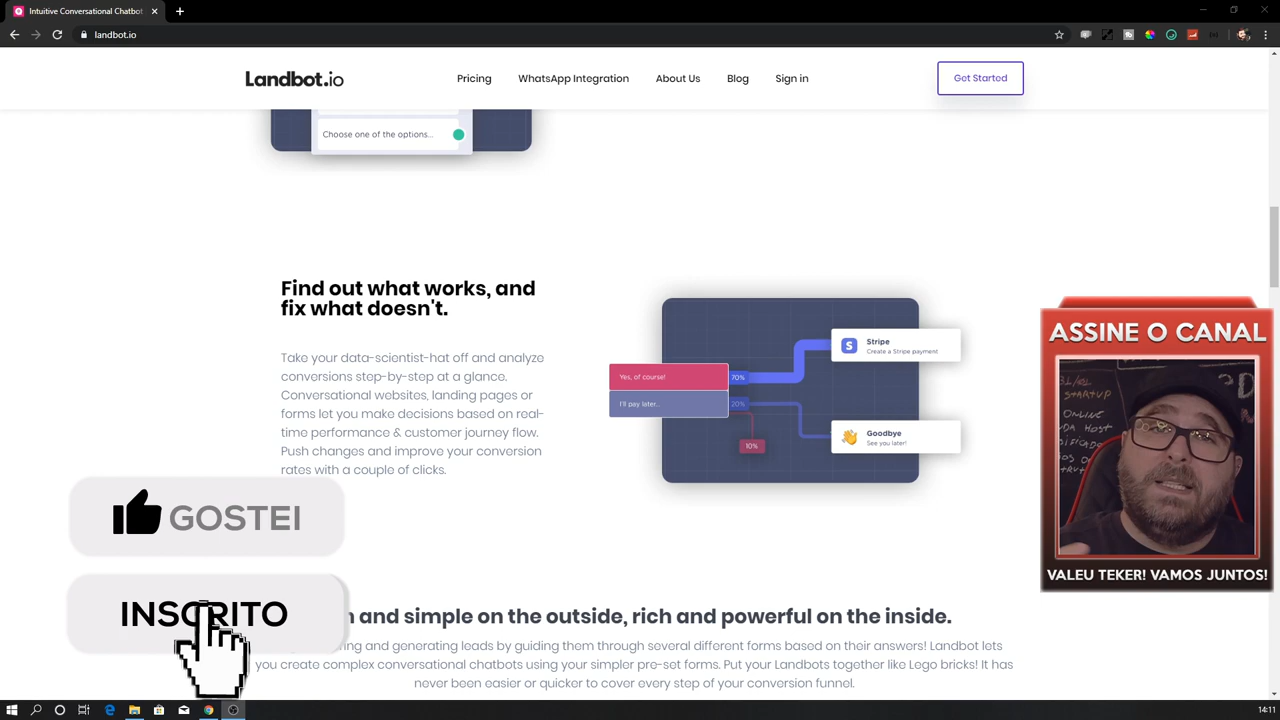 Intuitive Conversational Chatbot
landbot.io
Landbot.io
Pricing
WhatsApp Integration
About Us
Blog
Sign in
Get Started
Choose one of the options...
Find out what works, and
fix what doesn't.
Take your data-scientist-hat off and analyze
conversions step-by-step at a glance.
Conversational websites, landing pages or
forms let you make decisions based on real-
time performance & customer journey flow.
Push changes and improve your conversion
rates with a couple of clicks.
Yes, of course!
I'll pay later...
70%
20%
10%
S
Stripe
Create a Stripe payment
Goodbye
See you later!
ASSINE O CANAL
STARTUP
ONLINE
VALEU TEKER! VAMOS JUNTOS!
GOSTEI
INSCRITO
and simple on the outside, rich and powerful on the inside.
and generating leads by guiding them through several different forms based on their answers! Landbot lets
you create complex conversational chatbots using your simpler pre-set forms. Put your Landbots together like Lego bricks! It has
never been easier or quicker to cover every step of your conversion funnel.
14:11